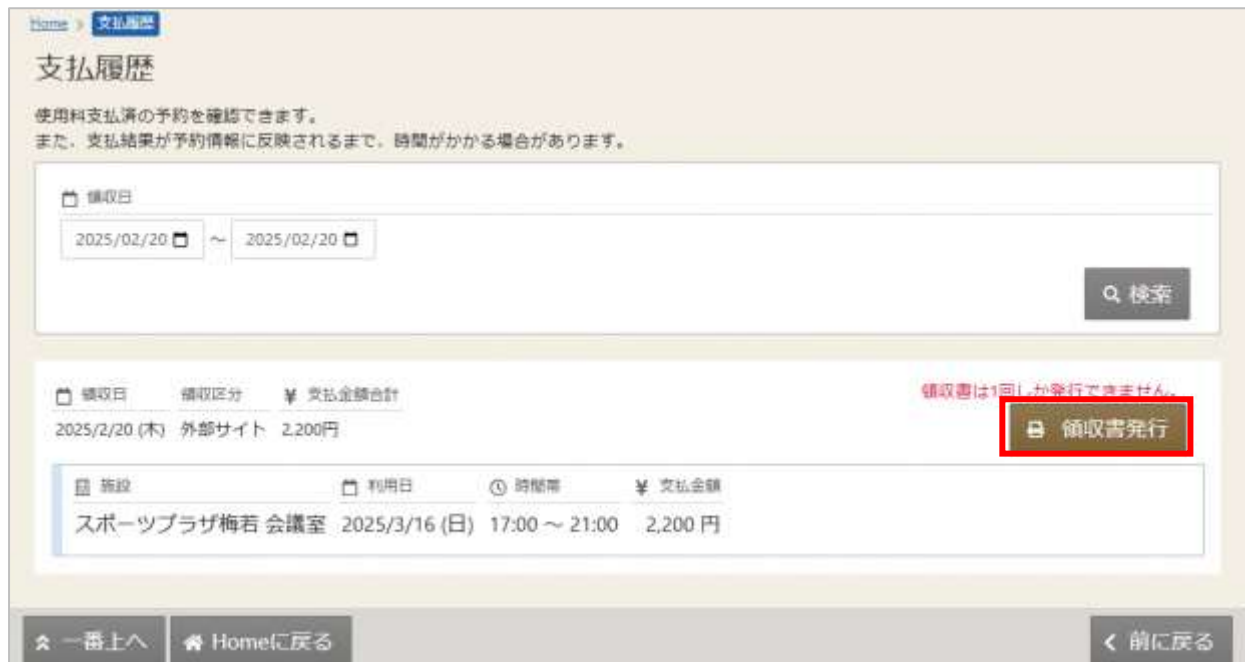 Home > 支払履歴
支払履歴
使用料支払済の予約を確認できます。
また、支払結果が予約情報に反映されるまで、時間がかかる場合があります。
領収日
2025/02/20 ～ 2025/02/20
検索
領収書は1回しか発行できません。
領収日 領収区分 ¥ 支払金額合計
2025/2/20 (木) 外部サイト 2,200円
領収書発行
施設 利用日 時間帯 ¥ 支払金額
スポーツプラザ梅若 会議室 2025/3/16 (日) 17:00 ～ 21:00 2,200 円
一番上へ Homeに戻る 前に戻る